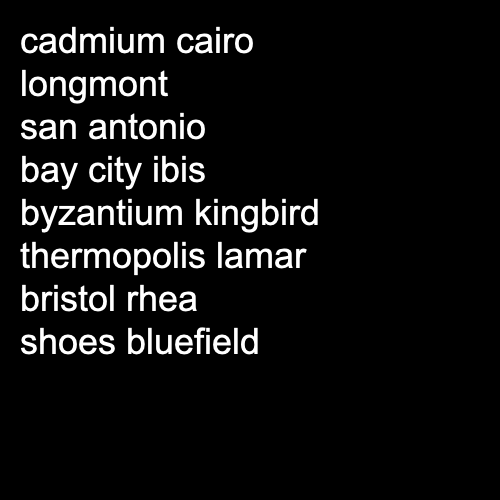 cadmium cairo
longmont
san antonio
bay city ibis
byzantium kingbird
thermopolis lamar
bristol rhea
shoes bluefield